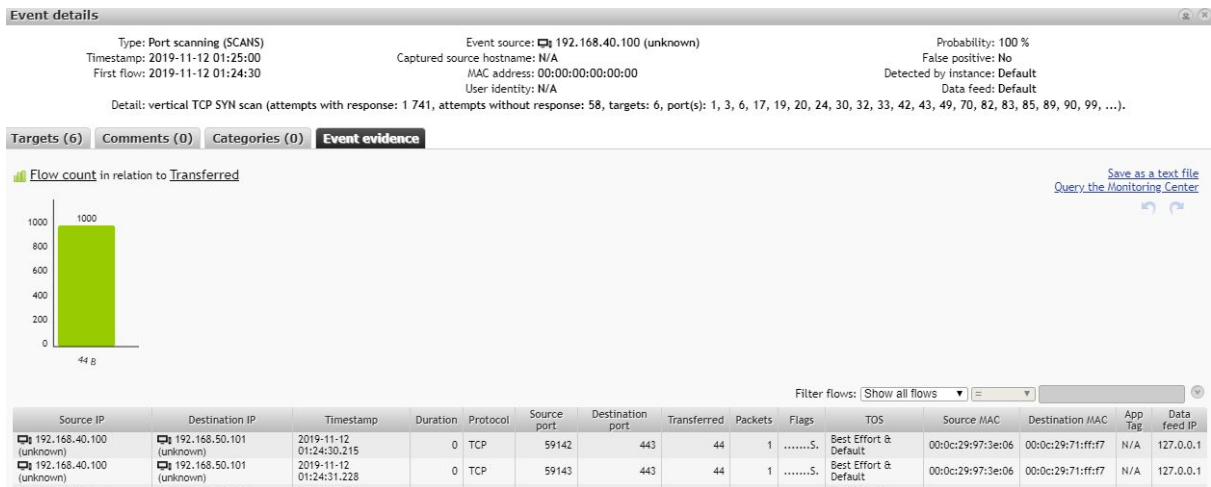 Event details
Type: Port scanning (SCANS)
Timestamp: 2019-11-12 01:25:00
First flow: 2019-11-12 01:24:30
Event source: 192.168.40.100 (unknown)
Captured source hostname: N/A
MAC address: 00:00:00:00:00:00
User identity: N/A
Probability: 100 %
False positive: No
Detected by instance: Default
Data feed: Default
Detail: vertical TCP SYN scan (attempts with response: 1 741, attempts without response: 58, targets: 6, port(s): 1, 3, 6, 17, 19, 20, 24, 30, 32, 33, 42, 43, 49, 70, 82, 83, 85, 89, 90, 99, ...).
Targets (6) Comments (0) Categories (0) Event evidence
Flow count in relation to Transferred
Save as a text file
Query the Monitoring Center
1000
1000
800
600
400
200
0
44 B
Filter flows: Show all flows =
Source IP Destination IP Timestamp Duration Protocol Source port Destination port Transferred Packets Flags TOS Source MAC Destination MAC App Tag Data feed IP
192.168.40.100 (unknown) 192.168.50.101 (unknown) 2019-11-12 01:24:30.215 0 TCP 59142 443 44 1 .......S. Best Effort & Default 00:0c:29:97:3e:06 00:0c:29:71:ff:f7 N/A 127.0.0.1
192.168.40.100 (unknown) 192.168.50.101 (unknown) 2019-11-12 01:24:31.228 0 TCP 59143 443 44 1 .......S. Best Effort & Default 00:0c:29:97:3e:06 00:0c:29:71:ff:f7 N/A 127.0.0.1